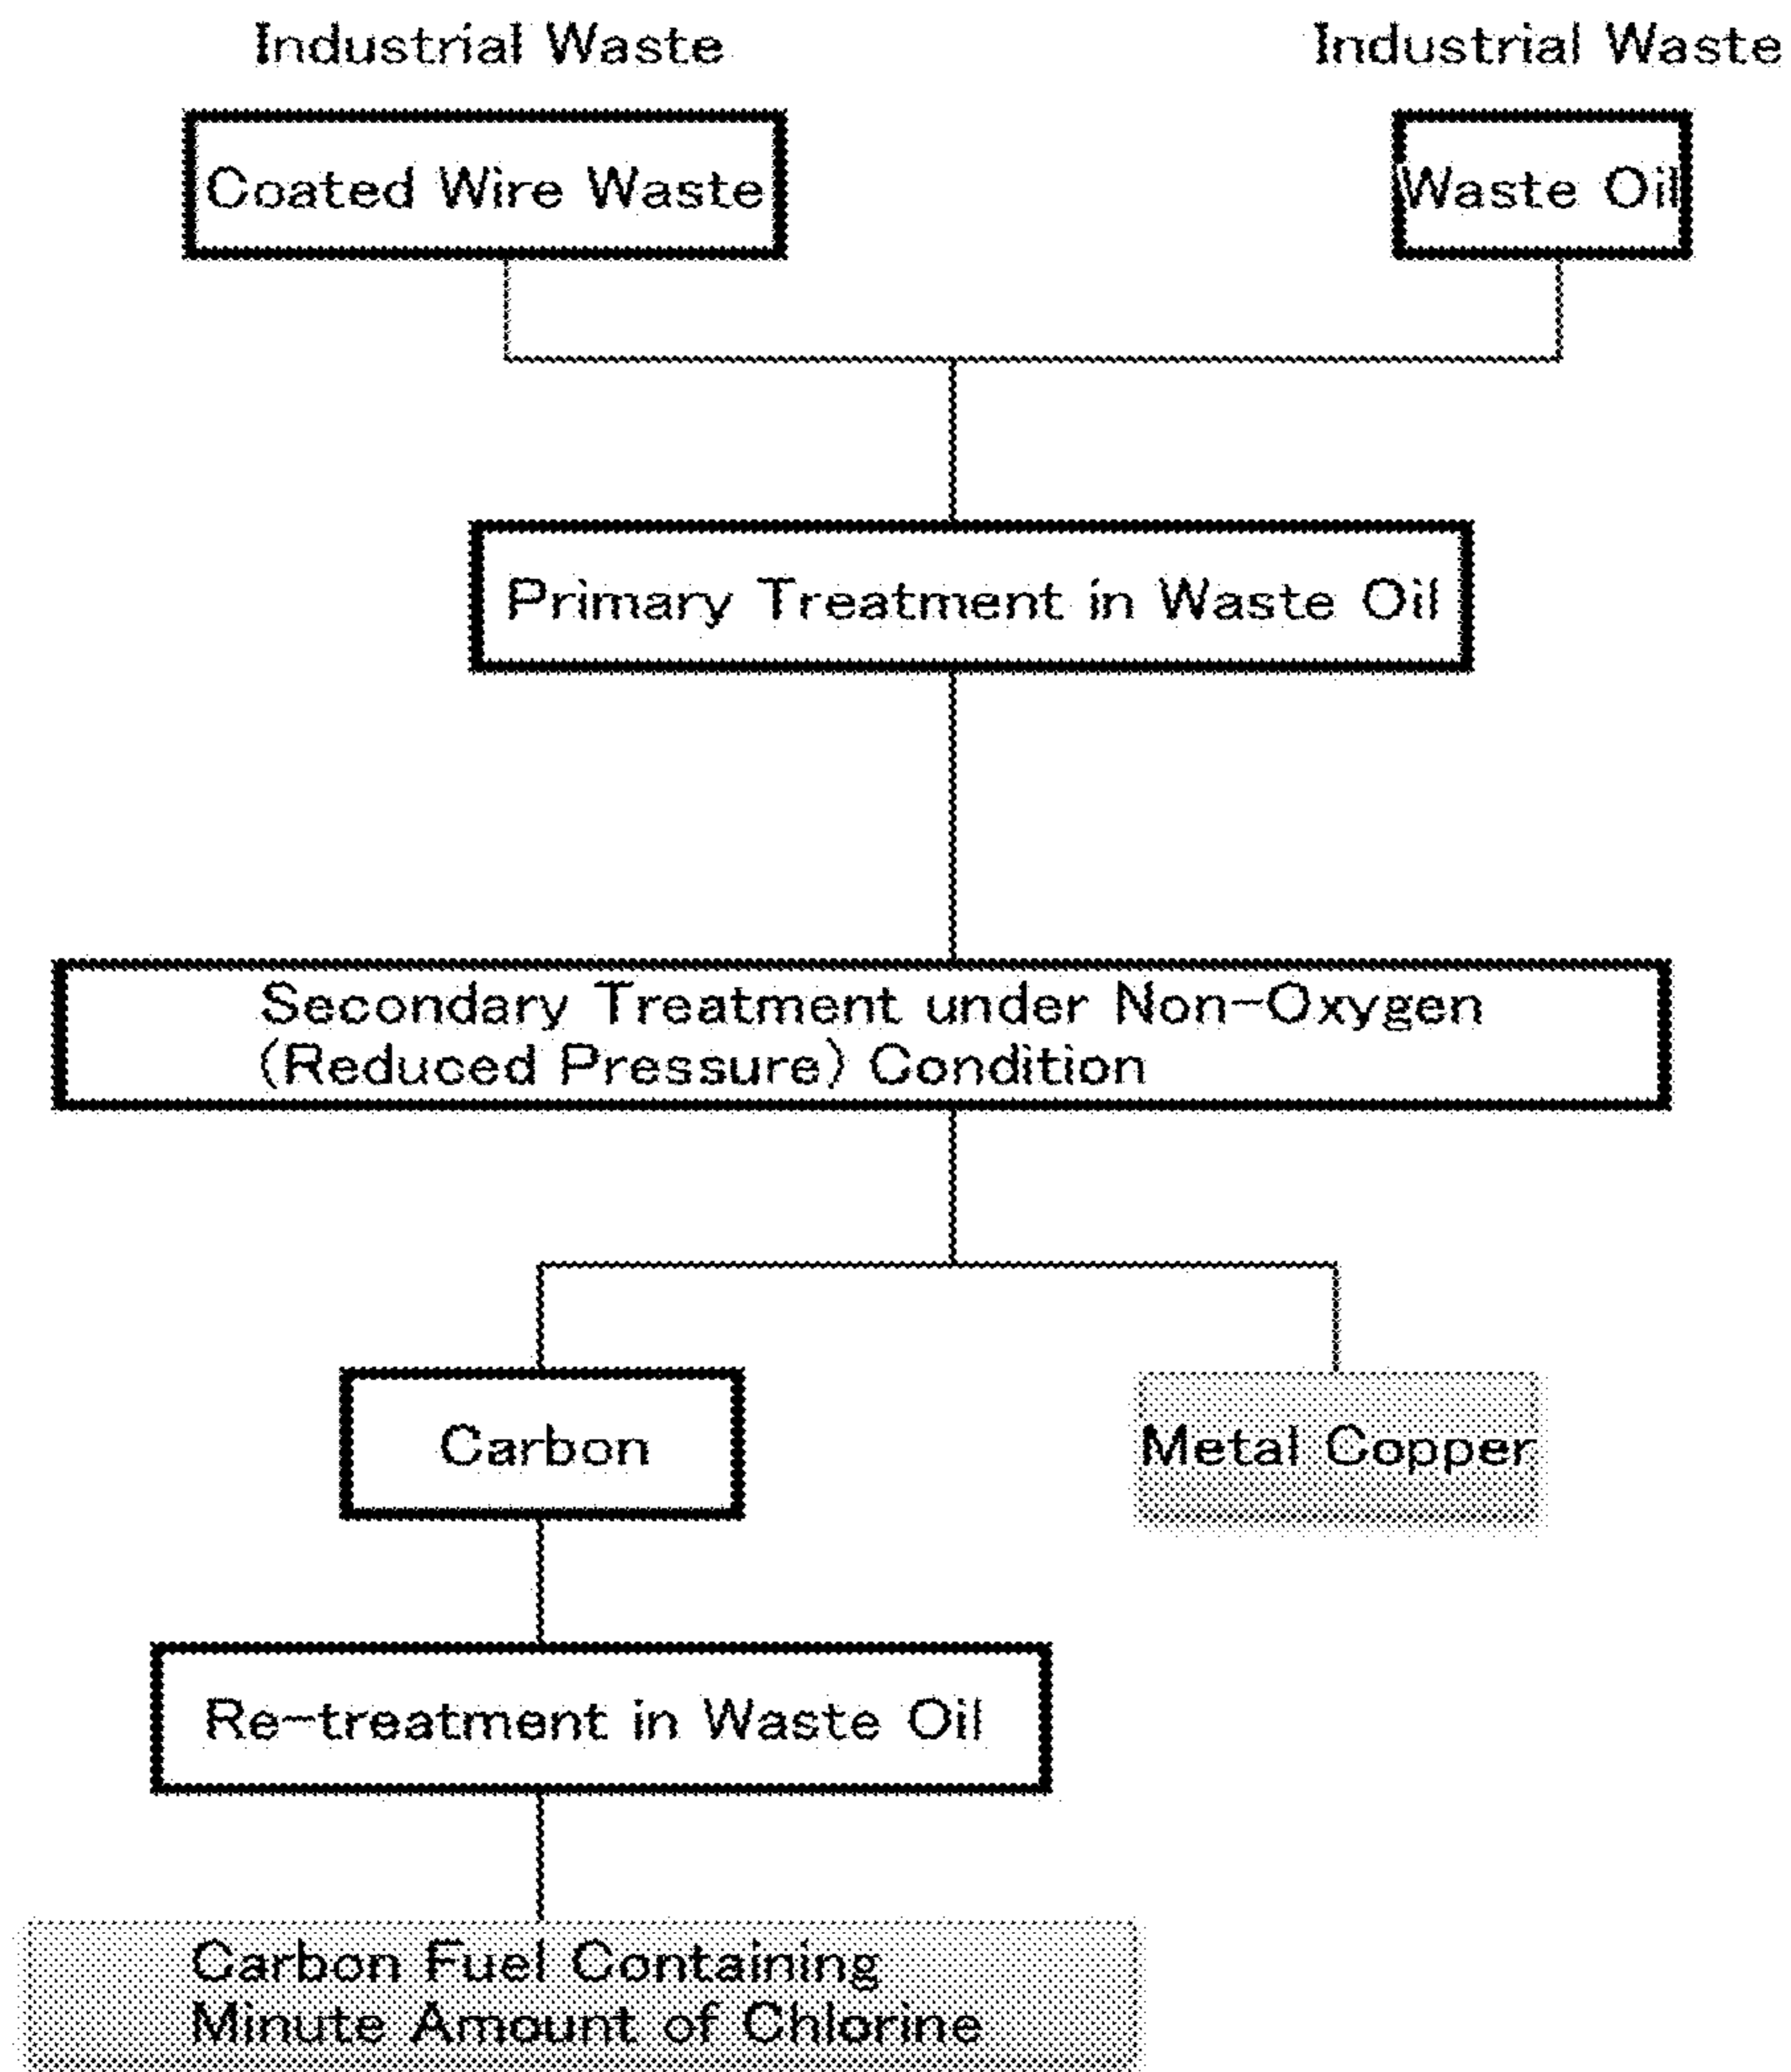 Industrial Waste
Industrial Waste
Coated Wire Waste
Waste Oil
Primary Treatment in Waste Oil
Secondary Treatment under Non-Oxygen
(Reduced Pressure) Condition
Carbon
Metal Copper
Re-treatment in Waste Oil
Carbon Fuel Containing
Minute Amount of Chlorine